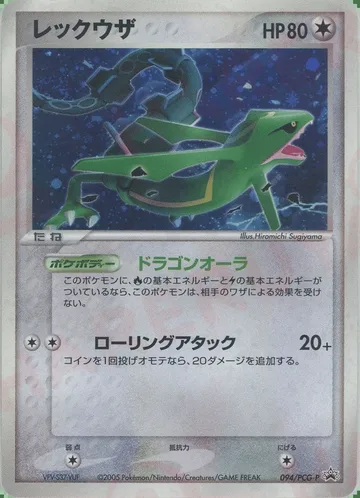 レックウザ HP80
たね
Illus.Hiromichi Sugiyama
ポケボディー ドラゴンオーラ
このポケモンに、の基本エネルギーとの基本エネルギーが
ついているなら、このポケモンは、相手のワザによる効果を受け
ない。
ローリングアタック 20+
コインを1回投げオモテなら、20ダメージを追加する。
弱点 抵抗力 にげる
©2005 Pokémon/Nintendo/Creatures/GAME FREAK 094/PCG-P